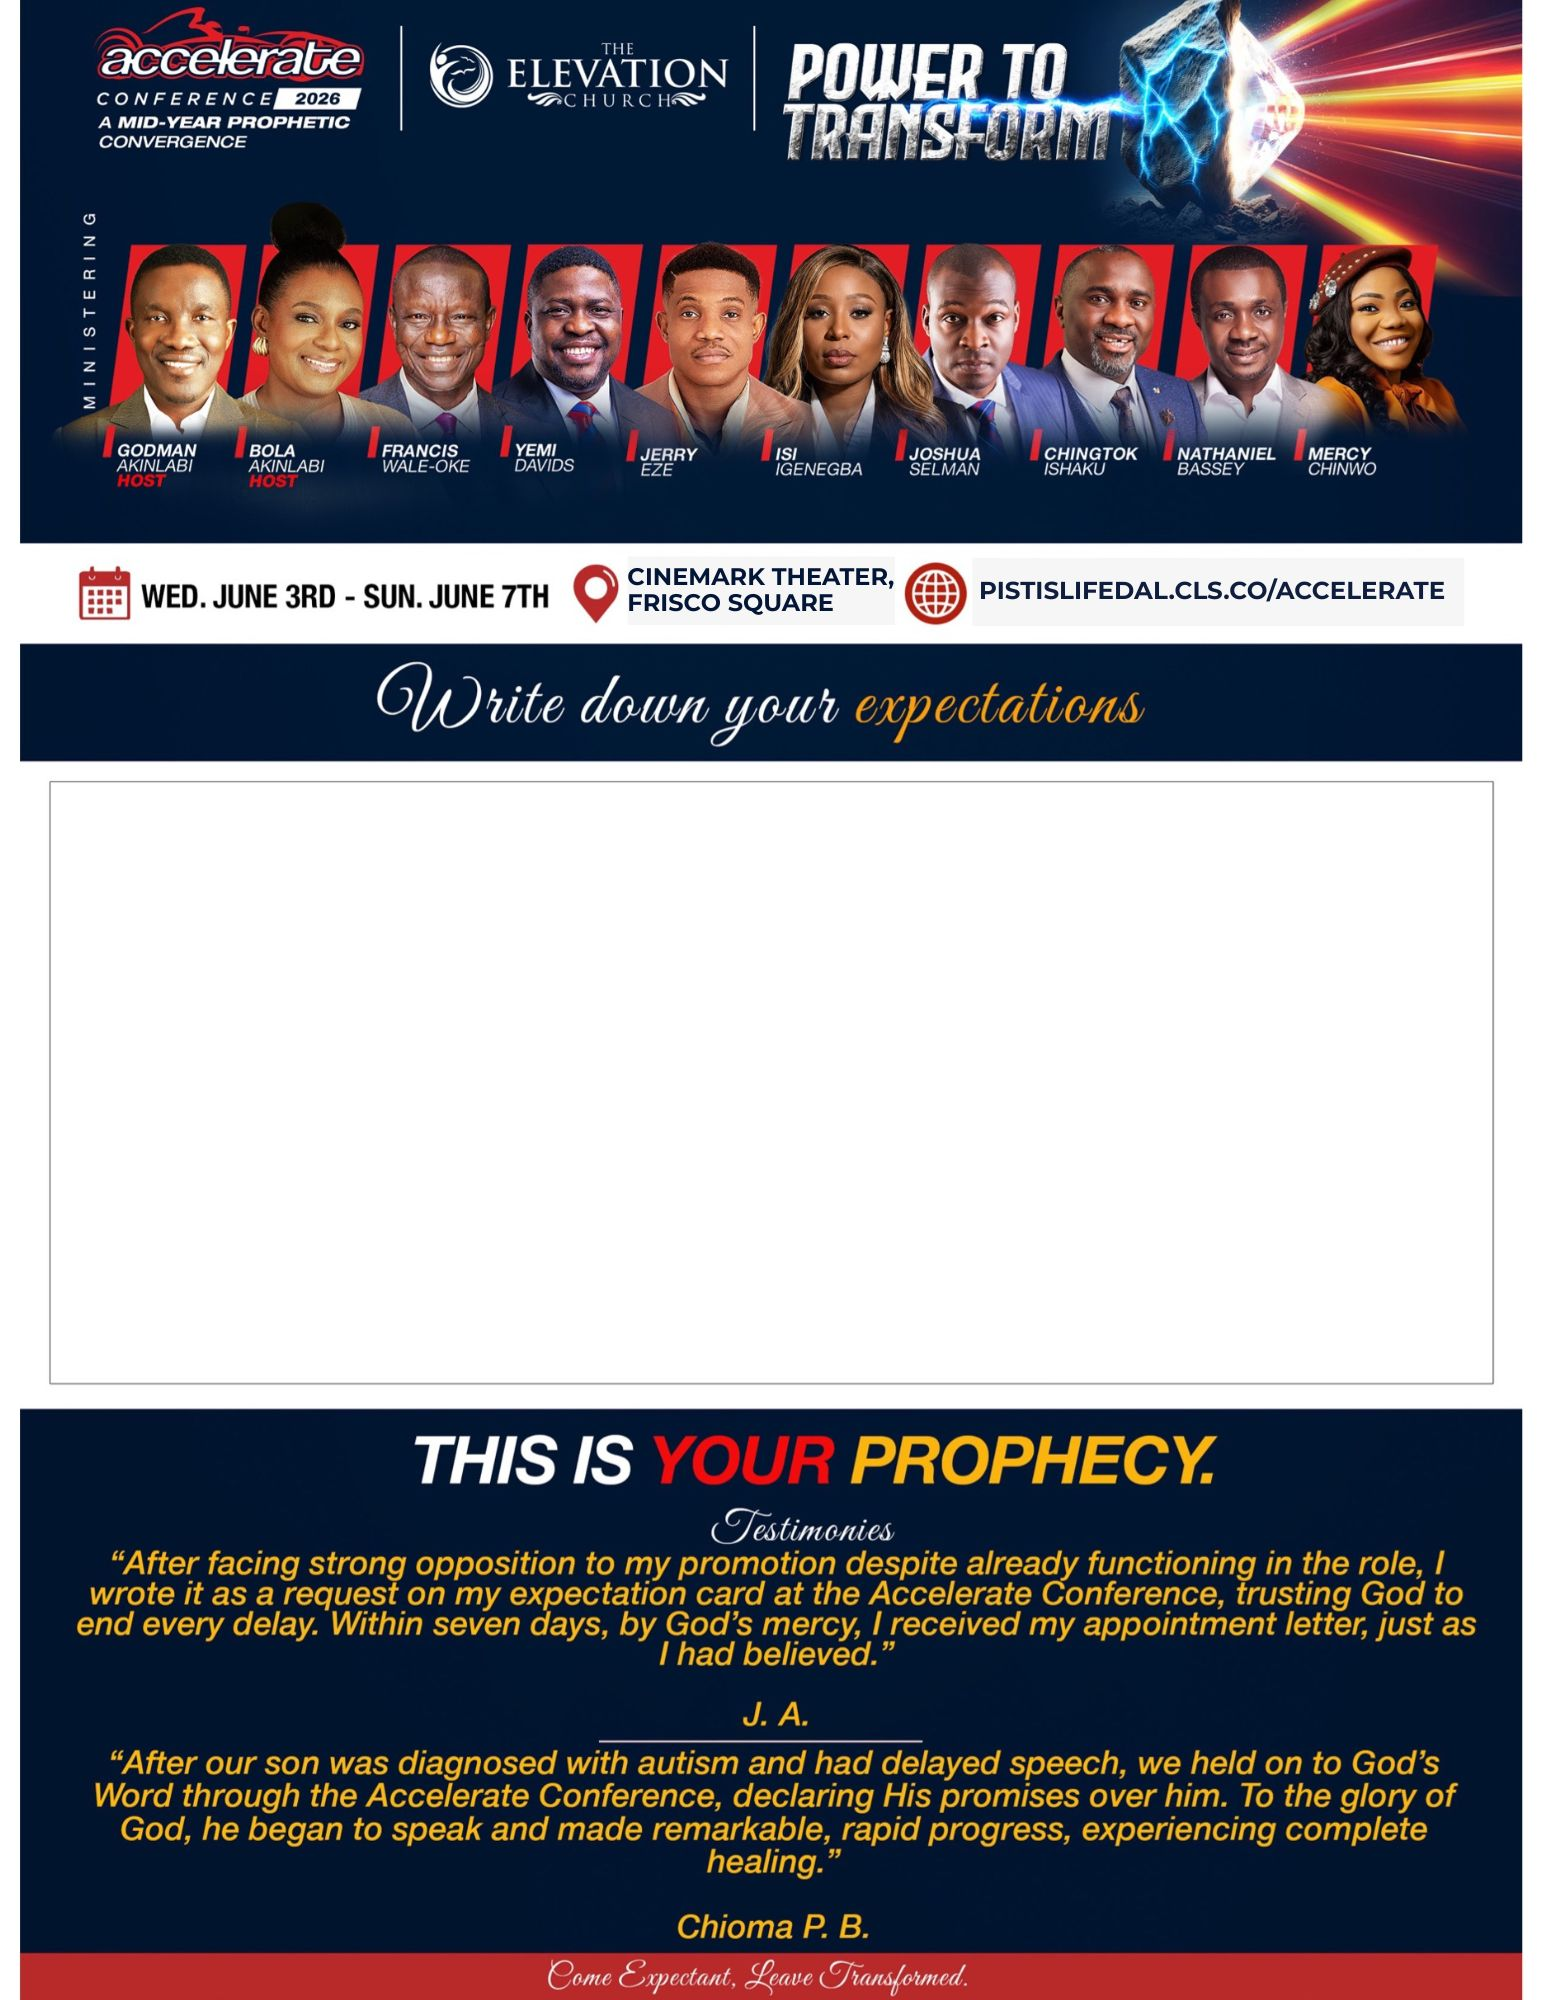 accelerate
CONFERENCE 2026
A MID-YEAR PROPHETIC
CONVERGENCE
THE
ELEVATION
CHURCH
POWER TO
TRANSFORM
MINISTERING
GODMAN
AKINLABI
HOST
BOLA
AKINLABI
HOST
FRANCIS
WALE-OKE
YEMI
DAVIDS
JERRY
EZE
ISI
IGENEGBA
JOSHUA
SELMAN
CHINGTOK
ISHAKU
NATHANIEL
BASSEY
MERCY
CHINWO
WED. JUNE 3RD - SUN. JUNE 7TH
CINEMARK THEATER,
FRISCO SQUARE
PISTISLIFEDAL.CLS.CO/ACCELERATE
Write down your expectations
THIS IS YOUR PROPHECY.
Testimonies
“After facing strong opposition to my promotion despite already functioning in the role, I
wrote it as a request on my expectation card at the Accelerate Conference, trusting God to
end every delay. Within seven days, by God’s mercy, I received my appointment letter, just as
I had believed.”
J. A.
“After our son was diagnosed with autism and had delayed speech, we held on to God’s
Word through the Accelerate Conference, declaring His promises over him. To the glory of
God, he began to speak and made remarkable, rapid progress, experiencing complete
healing.”
Chioma P. B.
Come Expectant, Leave Transformed.